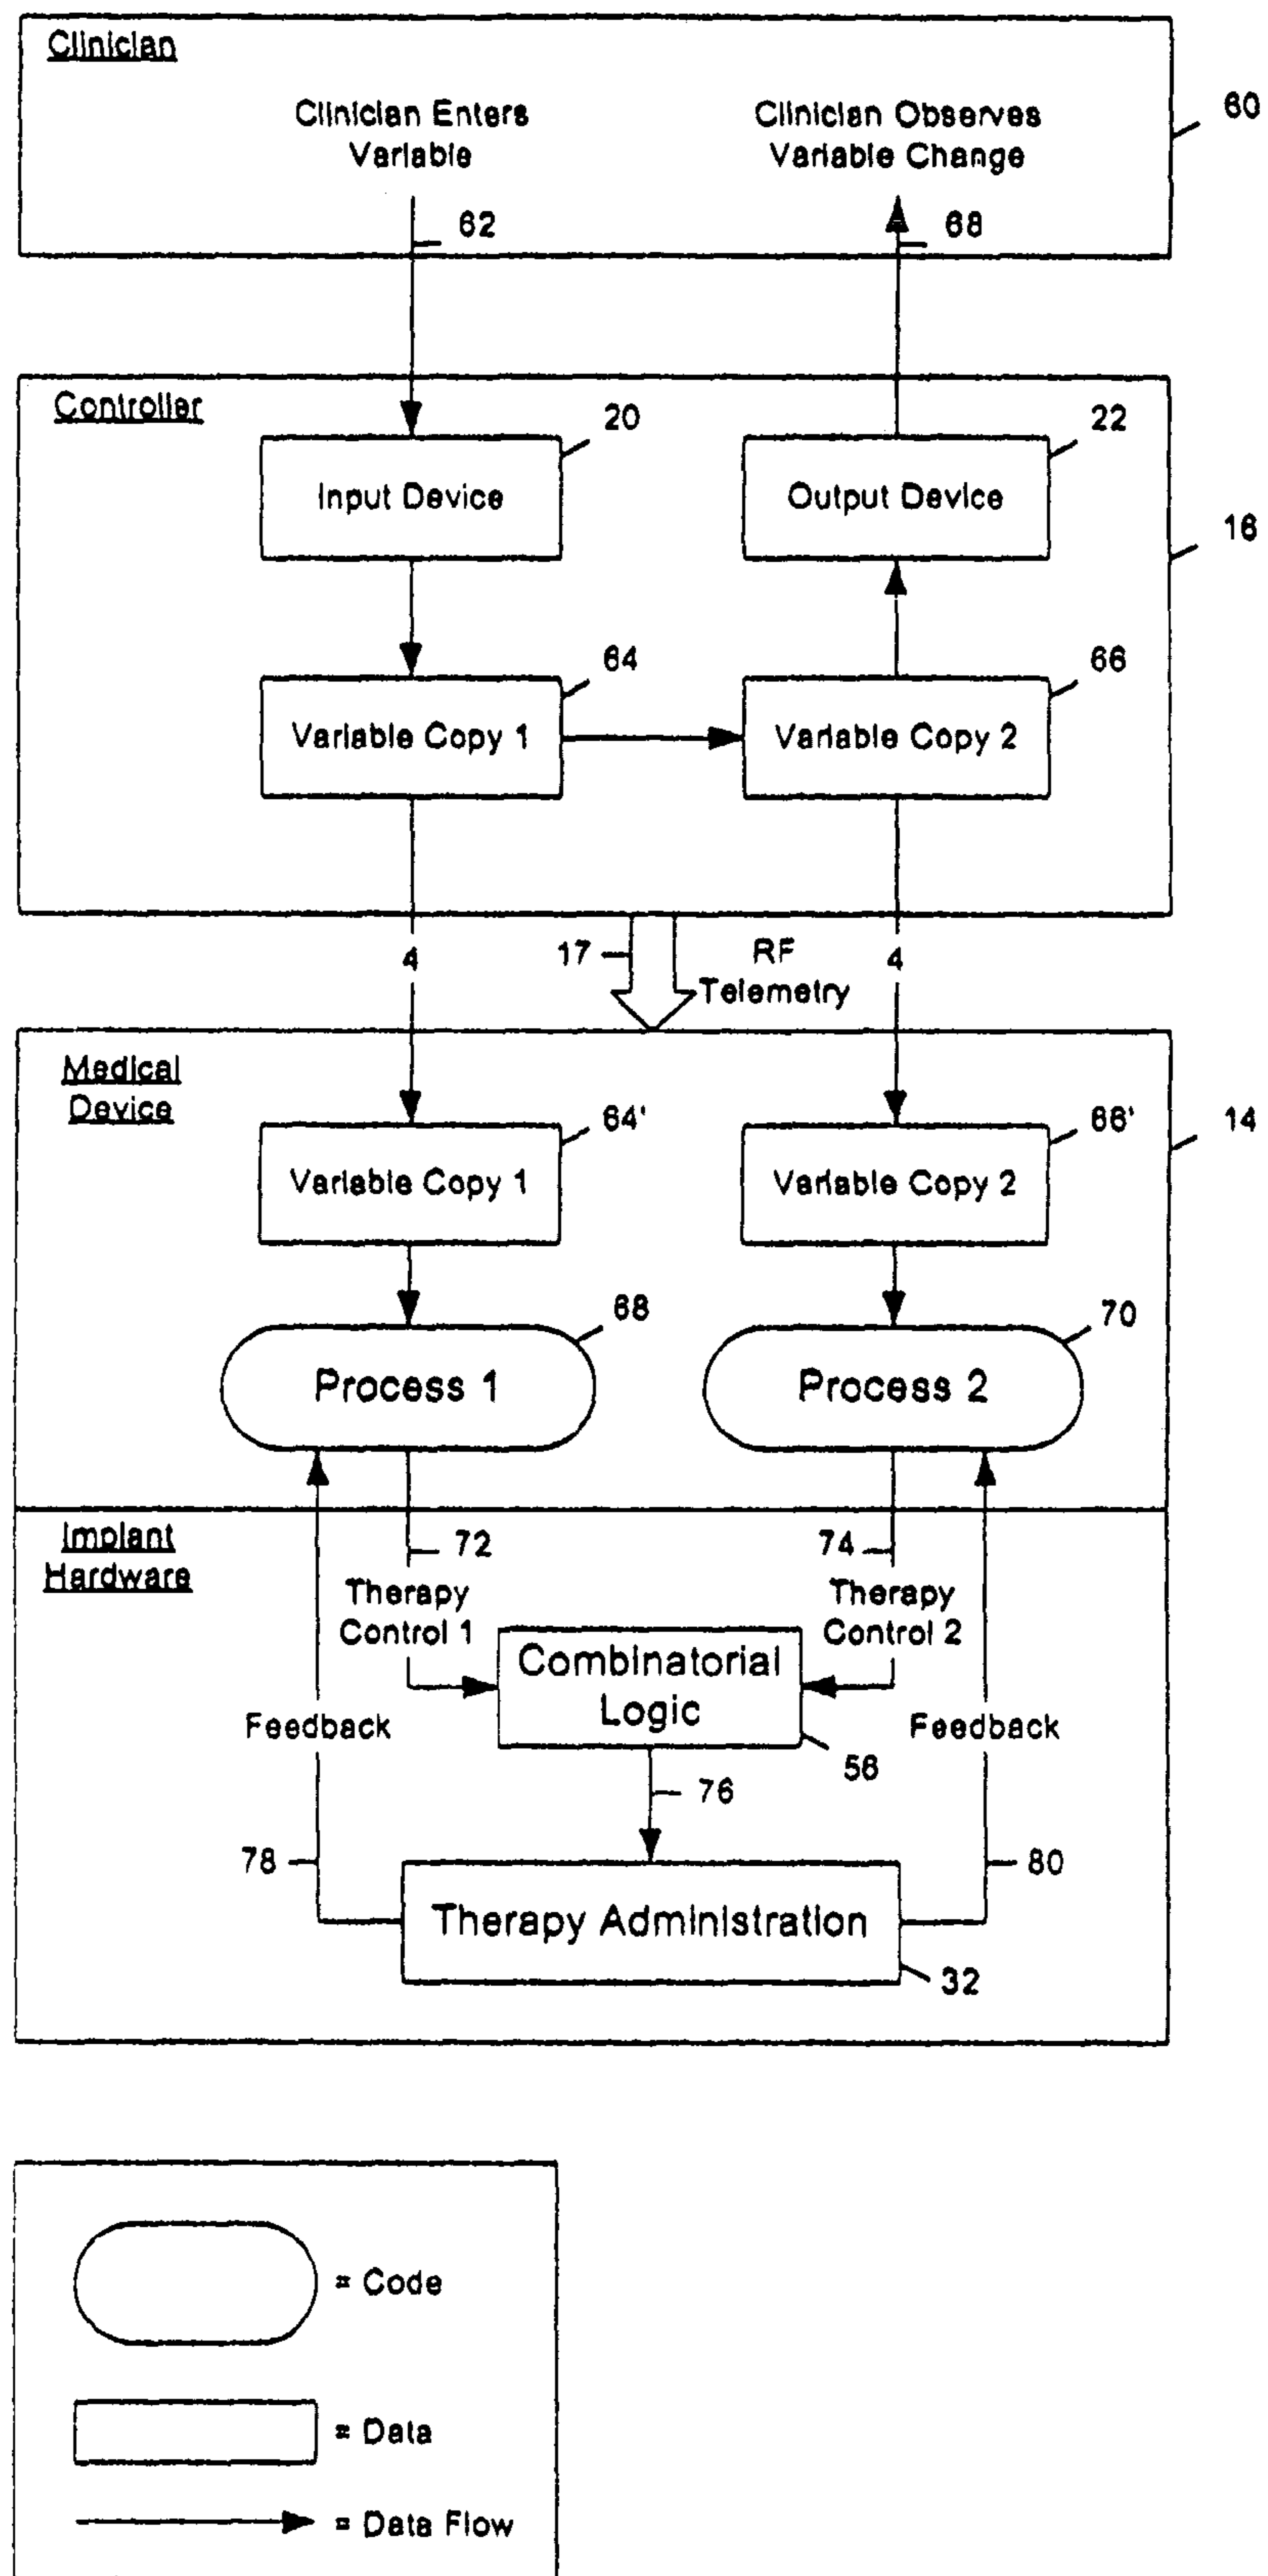 Clinician
Clinician Enters
Variable
Clinician Observes
Variable Change
60
62
68
Controller
20
22
Input Device
Output Device
16
64
66
Variable Copy 1
Variable Copy 2
4
17
RF
Telemetry
4
Medical
Device
64'
66'
14
Variable Copy 1
Variable Copy 2
68
70
Process 1
Process 2
Implant
Hardware
72
74
Therapy
Control 1
Therapy
Control 2
Combinatorial
Logic
Feedback
Feedback
56
76
78
80
Therapy Administration
32
= Code
= Data
= Data Flow